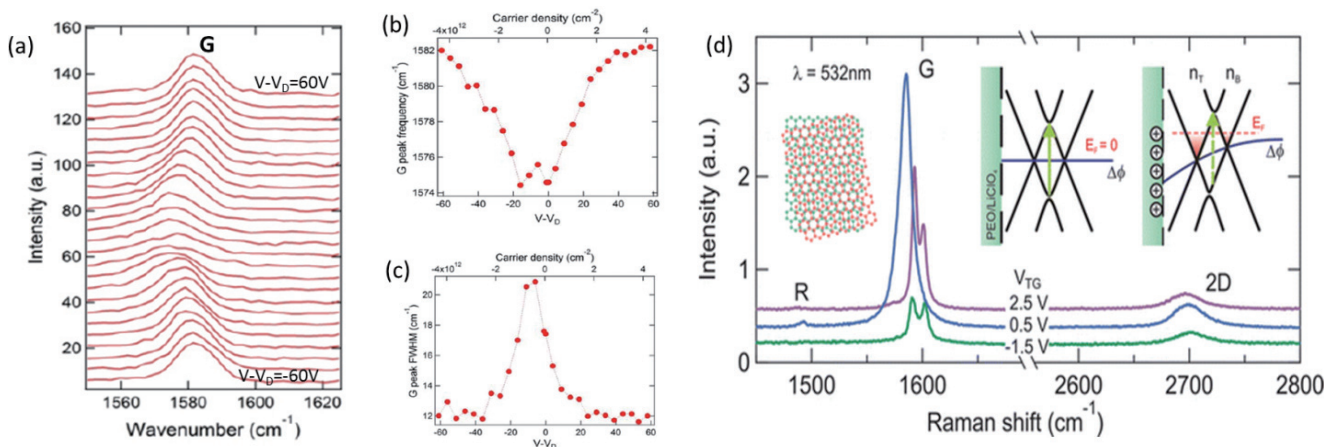 (a)
G
V-V_D=60V
V-V_D=-60V
160
140
120
100
80
60
40
20
Intensity (a.u.)
1560 1580 1600 1620
Wavenumber (cm⁻¹)
(b)
Carrier density (cm⁻²)
-4x10¹² -2 0 2 4
1582
1580
1578
1576
1574
G peak frequency (cm⁻¹)
-60 -40 -20 0 20 40 60
V-V_D
(c)
Carrier density (cm⁻²)
-4x10¹² -2 0 2 4
20
18
16
14
12
G peak FWHM (cm⁻¹)
-60 -40 -20 0 20 40 60
V-V_D
(d)
λ = 532nm
G
n_T n_B
E_F
E_F = 0
Δϕ
Δϕ
PEO/LiClO₄
R
V_TG
2D
2.5 V
0.5 V
-1.5 V
3
2
1
0
Intensity (a.u.)
1500 1600 2600 2700 2800
Raman shift (cm⁻¹)